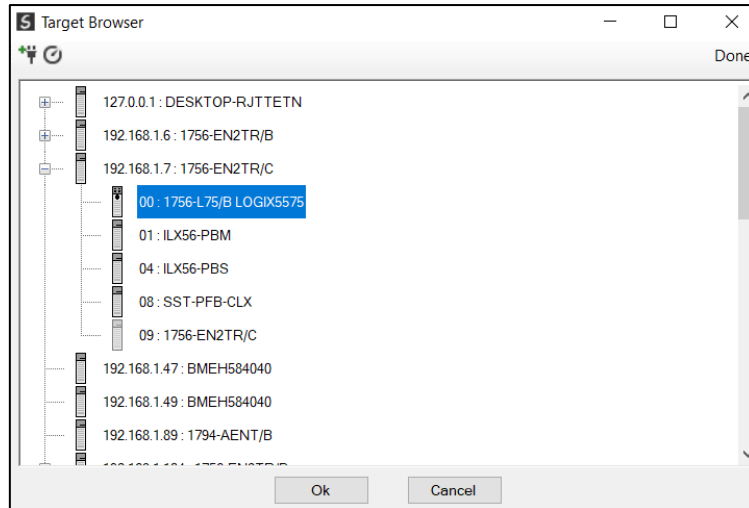 S Target Browser
Done
127.0.0.1 : DESKTOP-RJTTETN
192.168.1.6 : 1756-EN2TR/B
192.168.1.7 : 1756-EN2TR/C
00 : 1756-L75/B LOGIX5575
01 : ILX56-PBM
04 : ILX56-PBS
08 : SST-PFB-CLX
09 : 1756-EN2TR/C
192.168.1.47 : BMEH584040
192.168.1.49 : BMEH584040
192.168.1.89 : 1794-AENT/B
Ok
Cancel